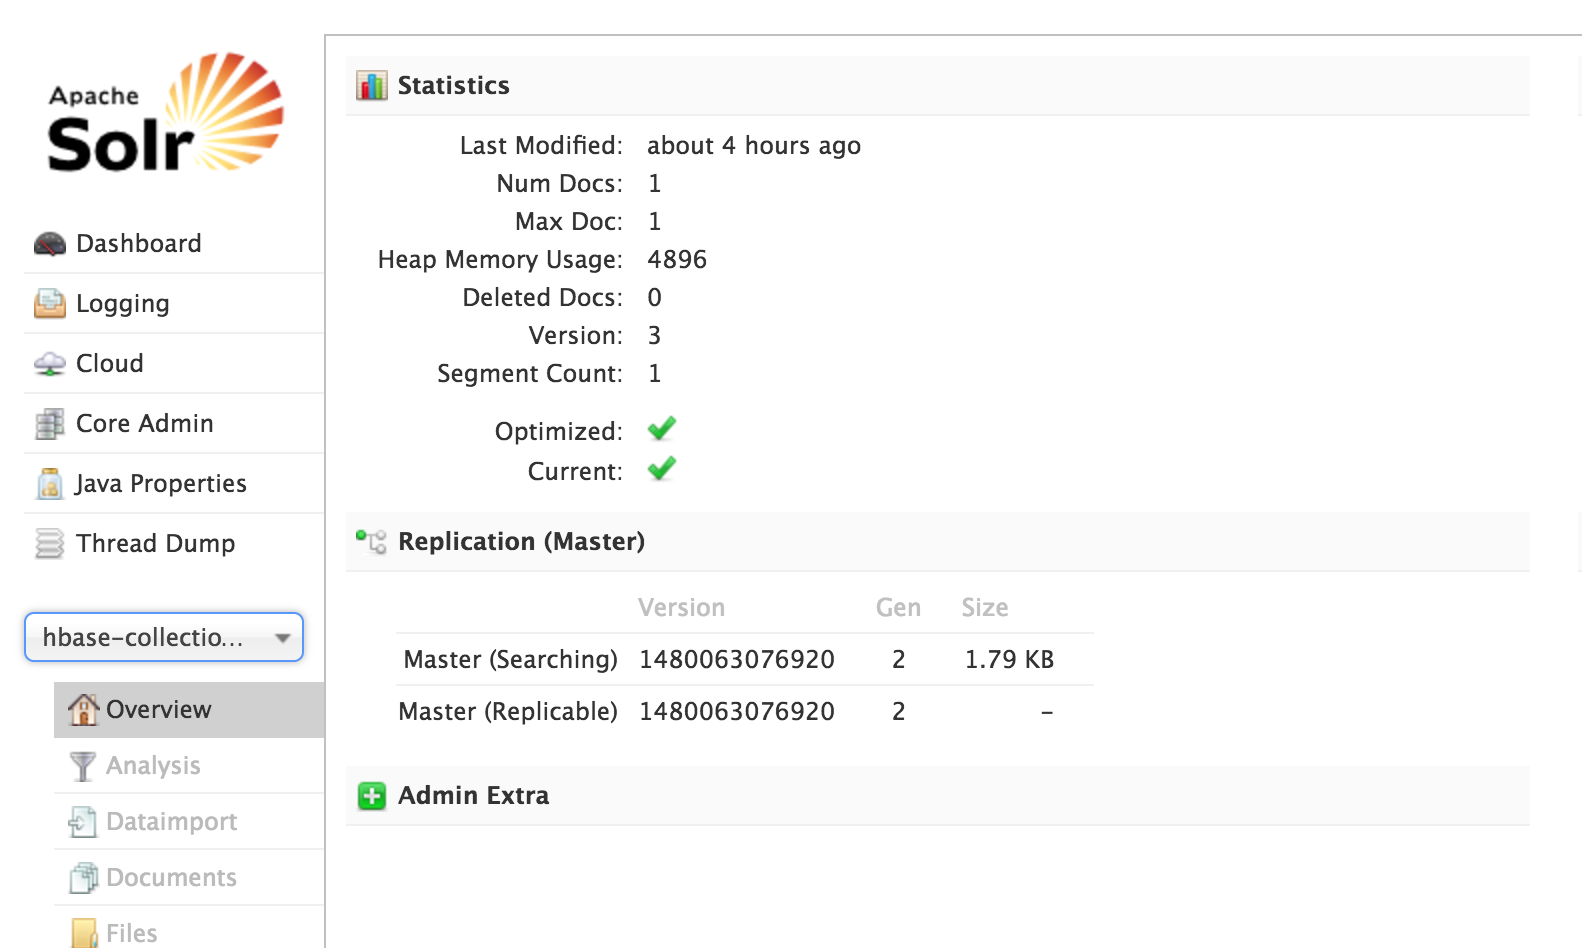 Apache
Solr
Dashboard
Logging
Cloud
Core Admin
Java Properties
Thread Dump
hbase-collectio...
Overview
Analysis
Dataimport
Documents
Files
Statistics
Last Modified: about 4 hours ago
Num Docs: 1
Max Doc: 1
Heap Memory Usage: 4896
Deleted Docs: 0
Version: 3
Segment Count: 1
Optimized:
Current:
Replication (Master)
Version Gen Size
Master (Searching) 1480063076920 2 1.79 KB
Master (Replicable) 1480063076920 2 -
Admin Extra